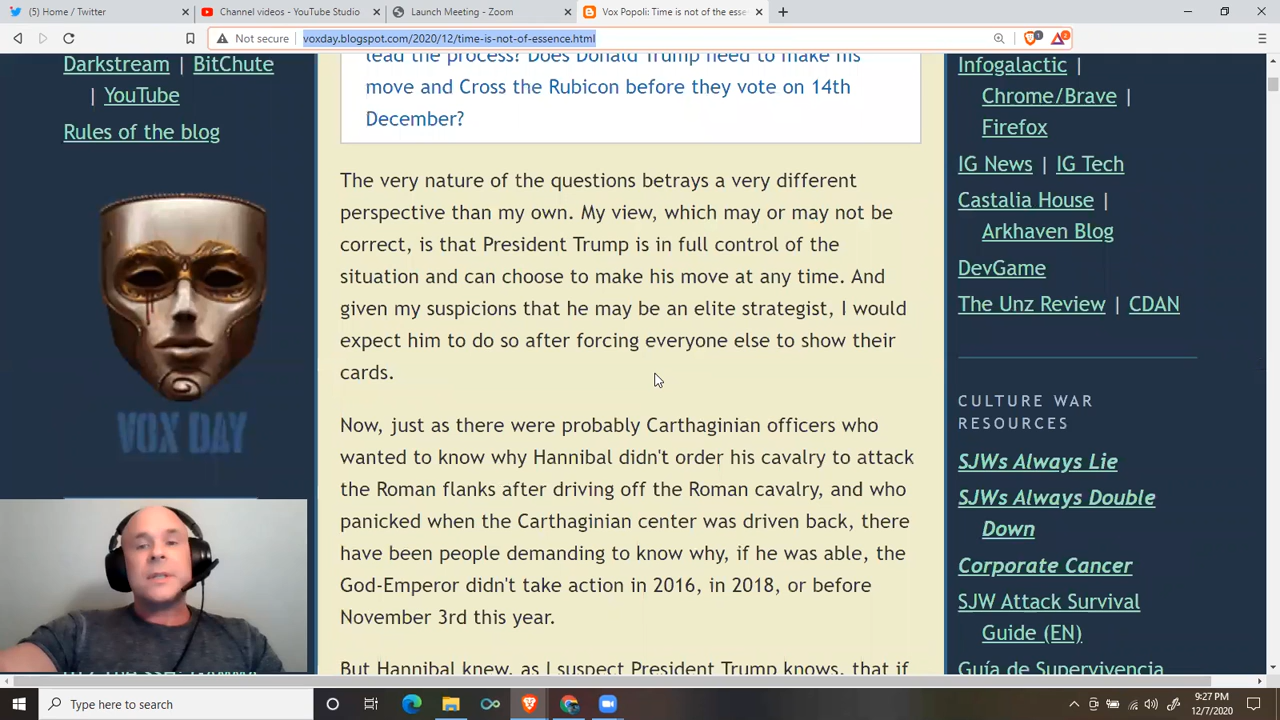 (5) Home / Twitter
Channel videos - YouTube Studio
Launch Meeting - Zoom
Vox Popoli: Time is not of the esse
Not secure
voxday.blogspot.com/2020/12/time-is-not-of-essence.html
1
2
Darkstream | BitChute
| YouTube
Rules of the blog
VOX DAY
lead the process? Does Donald Trump need to make his
move and Cross the Rubicon before they vote on 14th
December?
The very nature of the questions betrays a very different
perspective than my own. My view, which may or may not be
correct, is that President Trump is in full control of the
situation and can choose to make his move at any time. And
given my suspicions that he may be an elite strategist, I would
expect him to do so after forcing everyone else to show their
cards.
Now, just as there were probably Carthaginian officers who
wanted to know why Hannibal didn't order his cavalry to attack
the Roman flanks after driving off the Roman cavalry, and who
panicked when the Carthaginian center was driven back, there
have been people demanding to know why, if he was able, the
God-Emperor didn't take action in 2016, in 2018, or before
November 3rd this year.
But Hannibal knew, as I suspect President Trump knows, that if
Infogalactic |
Chrome/Brave |
Firefox
IG News | IG Tech
Castalia House |
Arkhaven Blog
DevGame
The Unz Review | CDAN
CULTURE WAR
RESOURCES
SJWs Always Lie
SJWs Always Double
Down
Corporate Cancer
SJW Attack Survival
Guide (EN)
Guía de Supervivencia
Type here to search
9:27 PM
12/7/2020